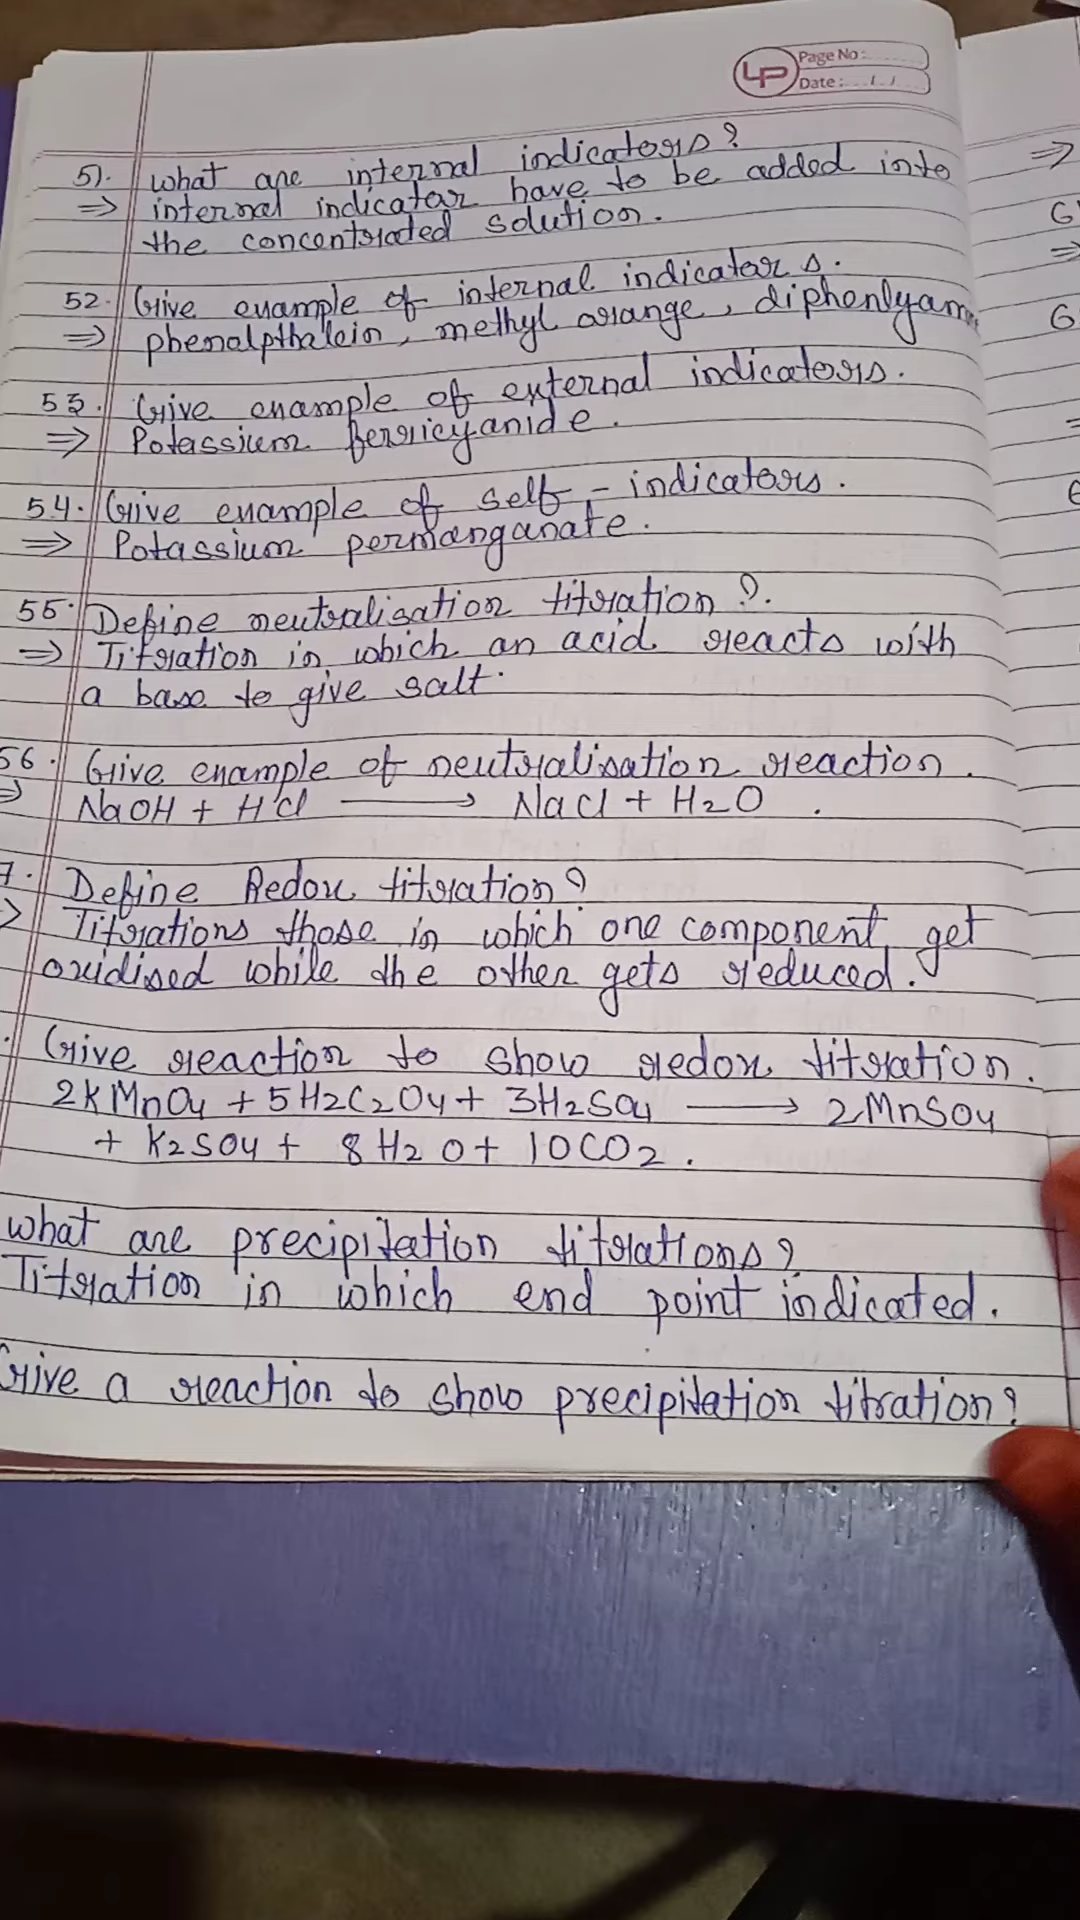 LP Page No:
Date: / /
51. What are internal indicators?
⇒ internal indicator have to be added into
the concentrated solution.
52. Give example of internal indicators.
⇒ phenalpthalein, methyl orange, diphenlyam
53. Give example of external indicators.
⇒ Potassium ferricyanide.
54. Give example of self-indicators.
⇒ Potassium permanganate.
55. Define neutralisation titration?.
⇒ Titration in which an acid reacts with
a base to give salt.
56. Give example of neutralisation reaction.
⇒ NaOH + HCl → NaCl + H2O.
7. Define Redox titration?
⇒ Titrations those in which one component get
oxidised while the other gets reduced.
Give reaction to show redox titration.
2KMnO4 + 5H2C2O4 + 3H2SO4 → 2MnSO4
+ K2SO4 + 8H2O + 10CO2.
What are precipitation titrations?
Titration in which end point indicated.
Give a reaction to show precipitation titration?
⇒
G
⇒
G